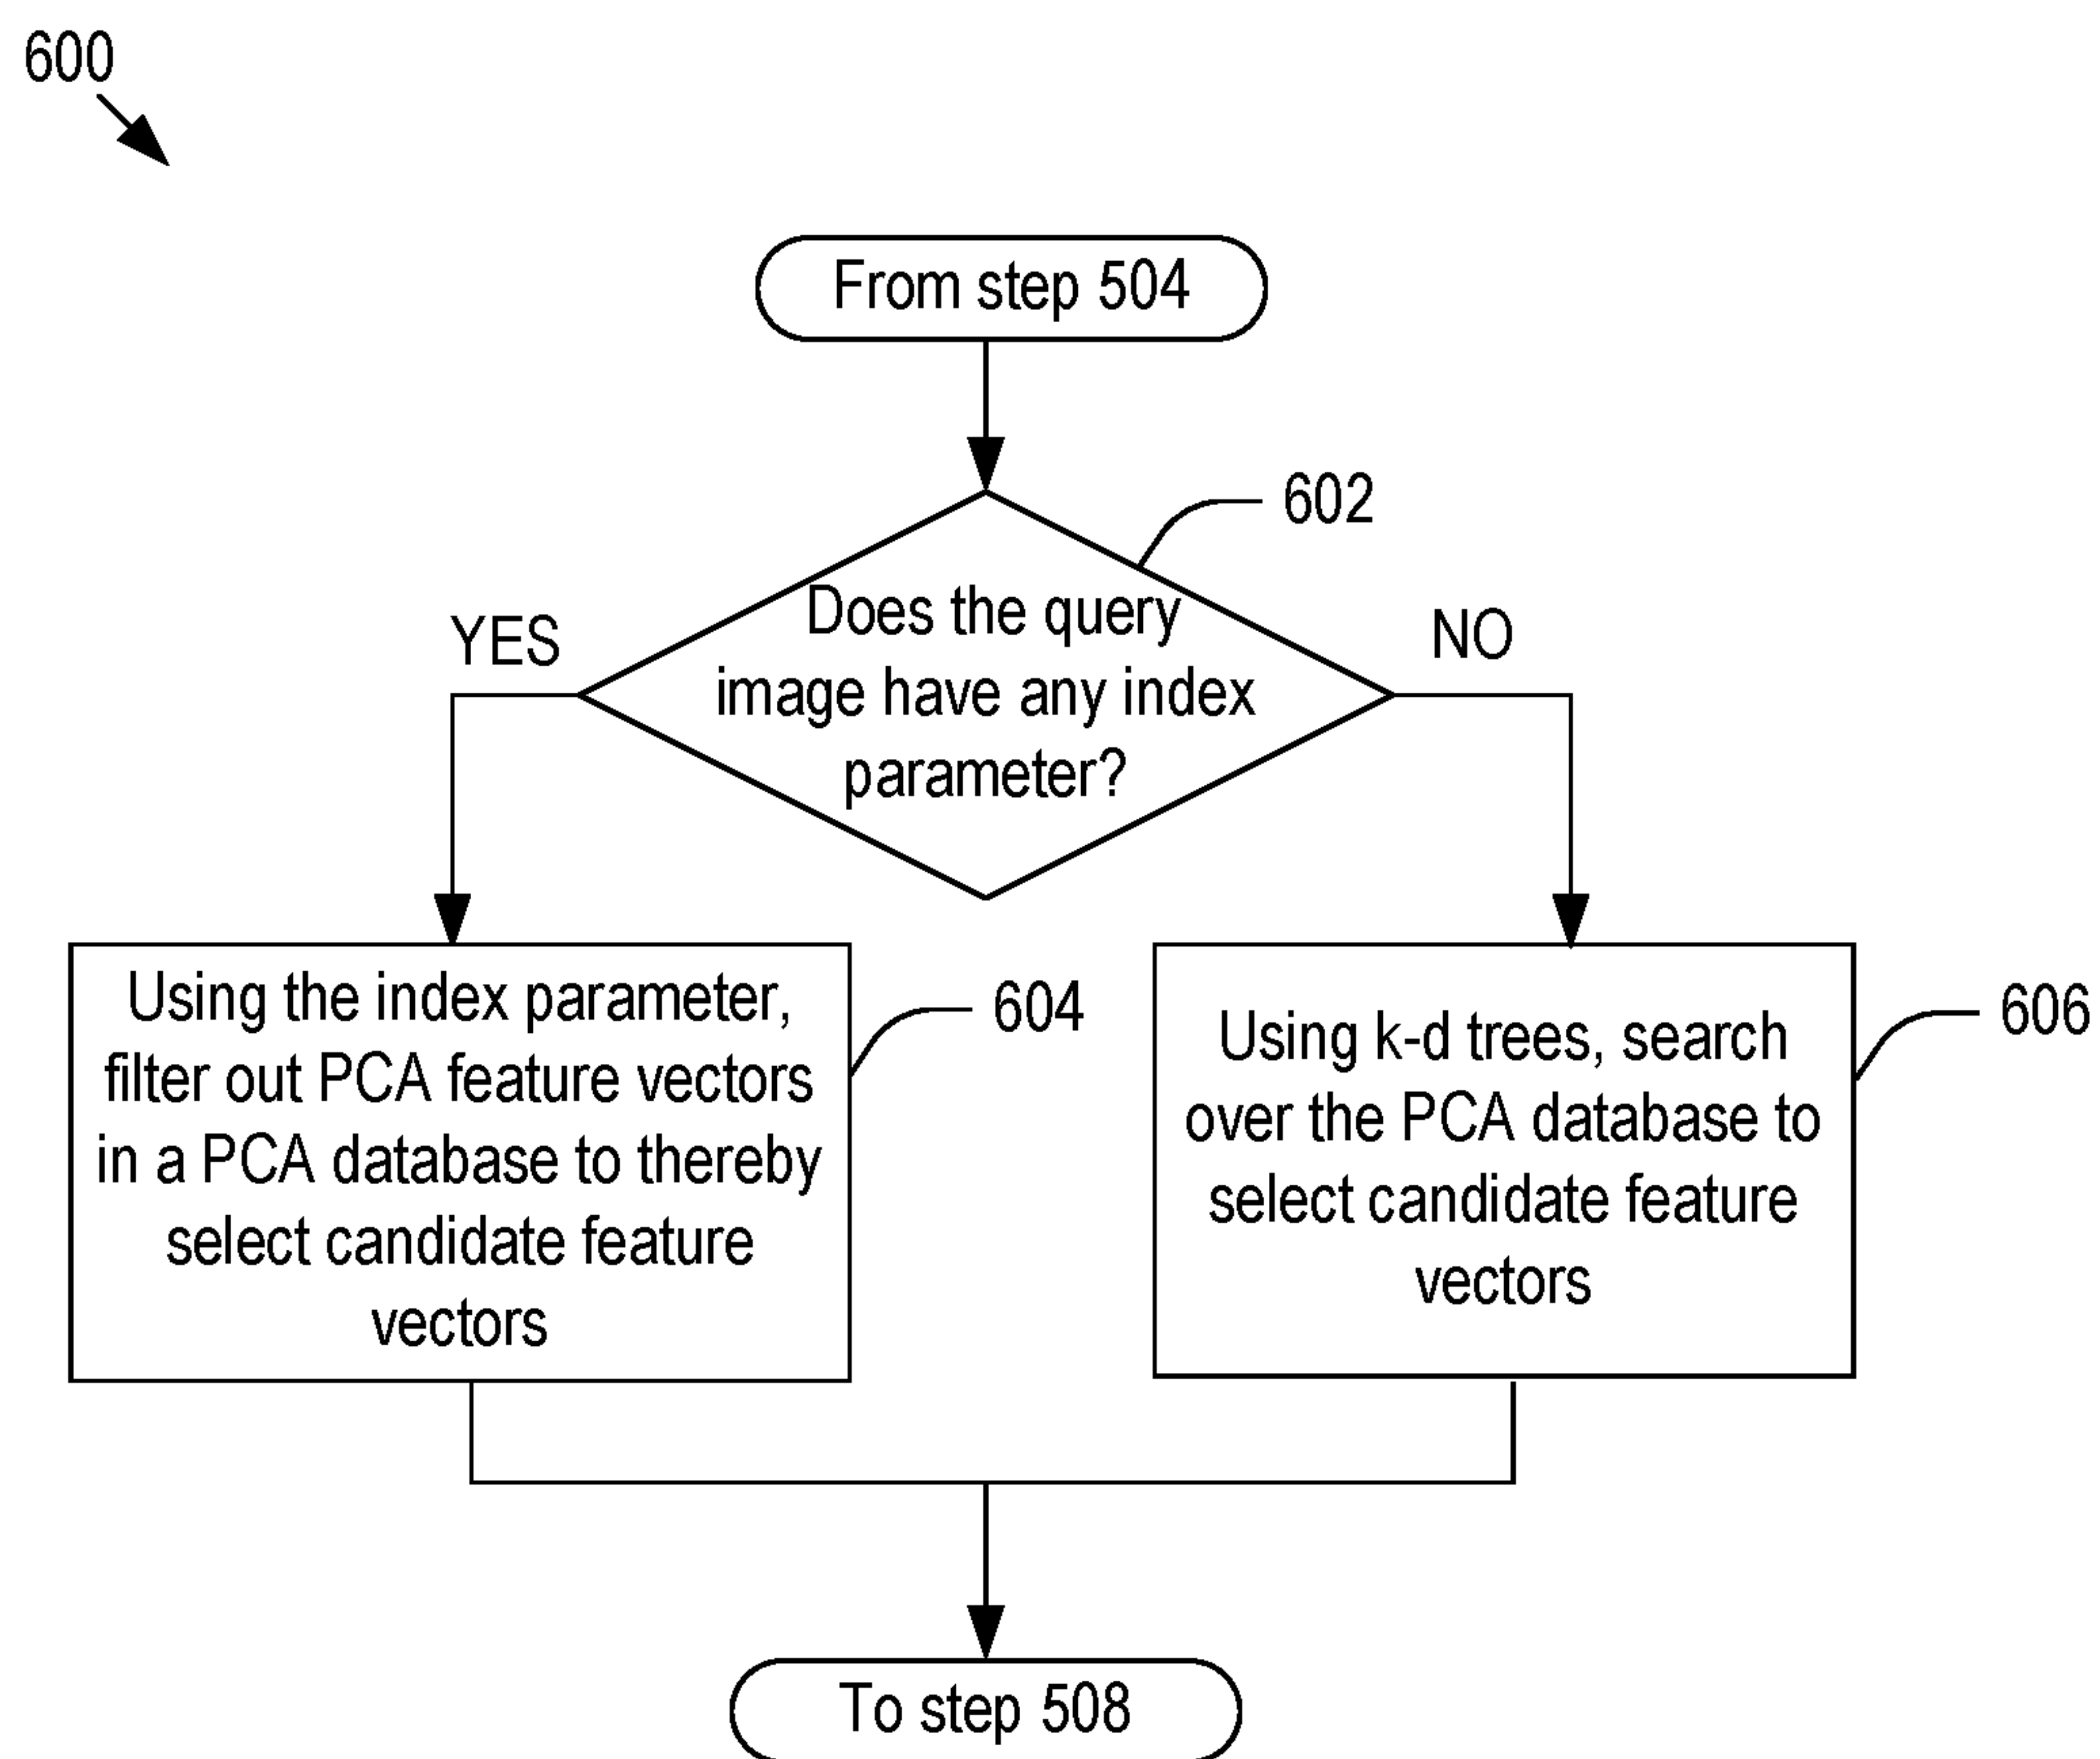 600
From step 504
602
Does the query
image have any index
parameter?
YES
NO
Using the index parameter,
filter out PCA feature vectors
in a PCA database to thereby
select candidate feature
vectors
604
Using k-d trees, search
over the PCA database to
select candidate feature
vectors
606
To step 508